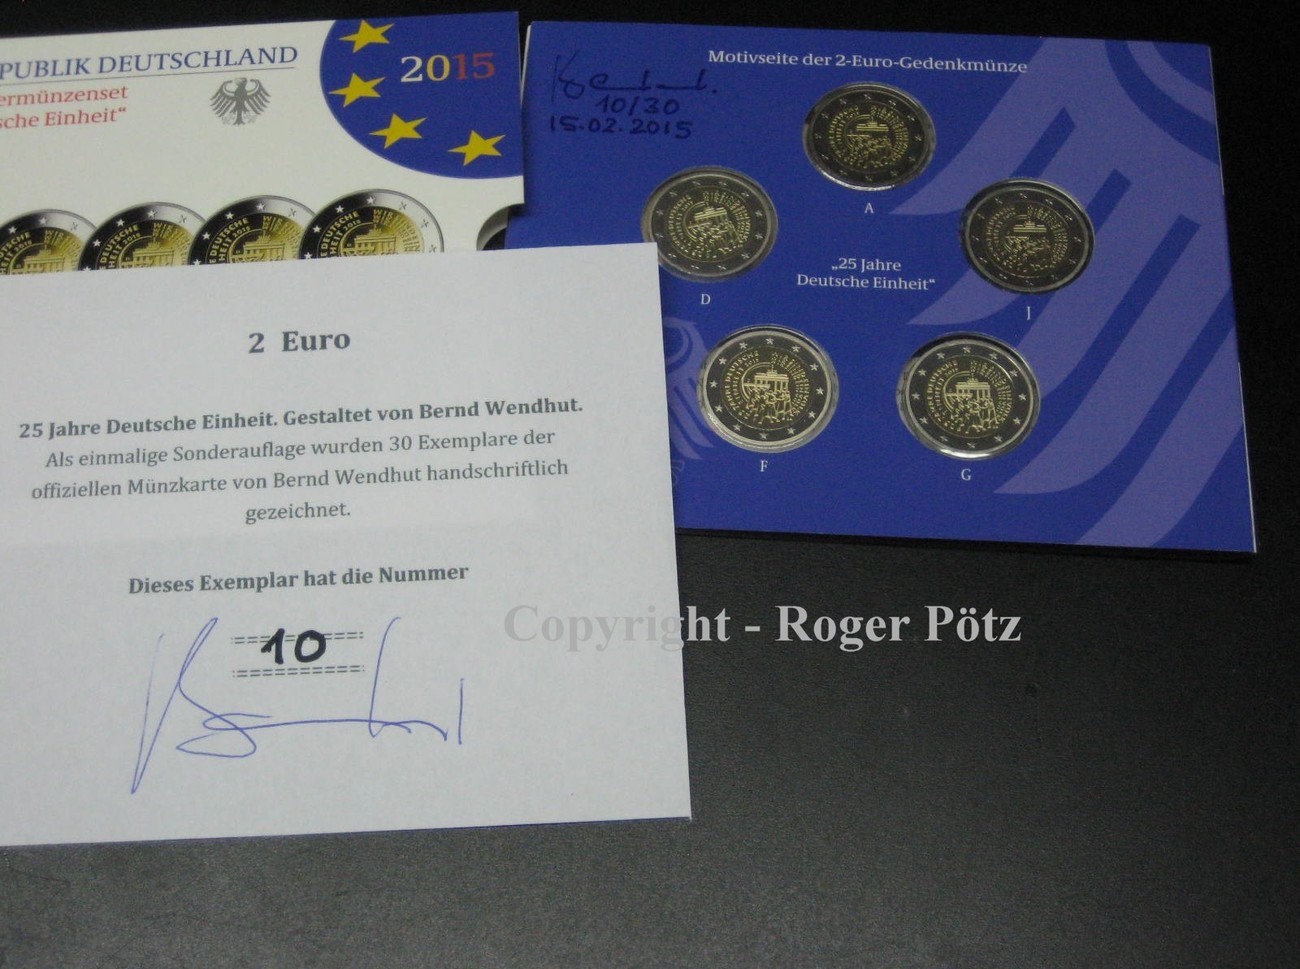 PUBLIK DEUTSCHLAND
ermünzenset
sche Einheit“
2015
10/30
15.02.2015
Motivseite der 2-Euro-Gedenkmünze
A
D
J
„25 Jahre
Deutsche Einheit“
F
G
2 Euro
25 Jahre Deutsche Einheit. Gestaltet von Bernd Wendhut.
Als einmalige Sonderauflage wurden 30 Exemplare der
offiziellen Münzkarte von Bernd Wendhut handschriftlich
gezeichnet.
Dieses Exemplar hat die Nummer
10
Copyright - Roger Pötz